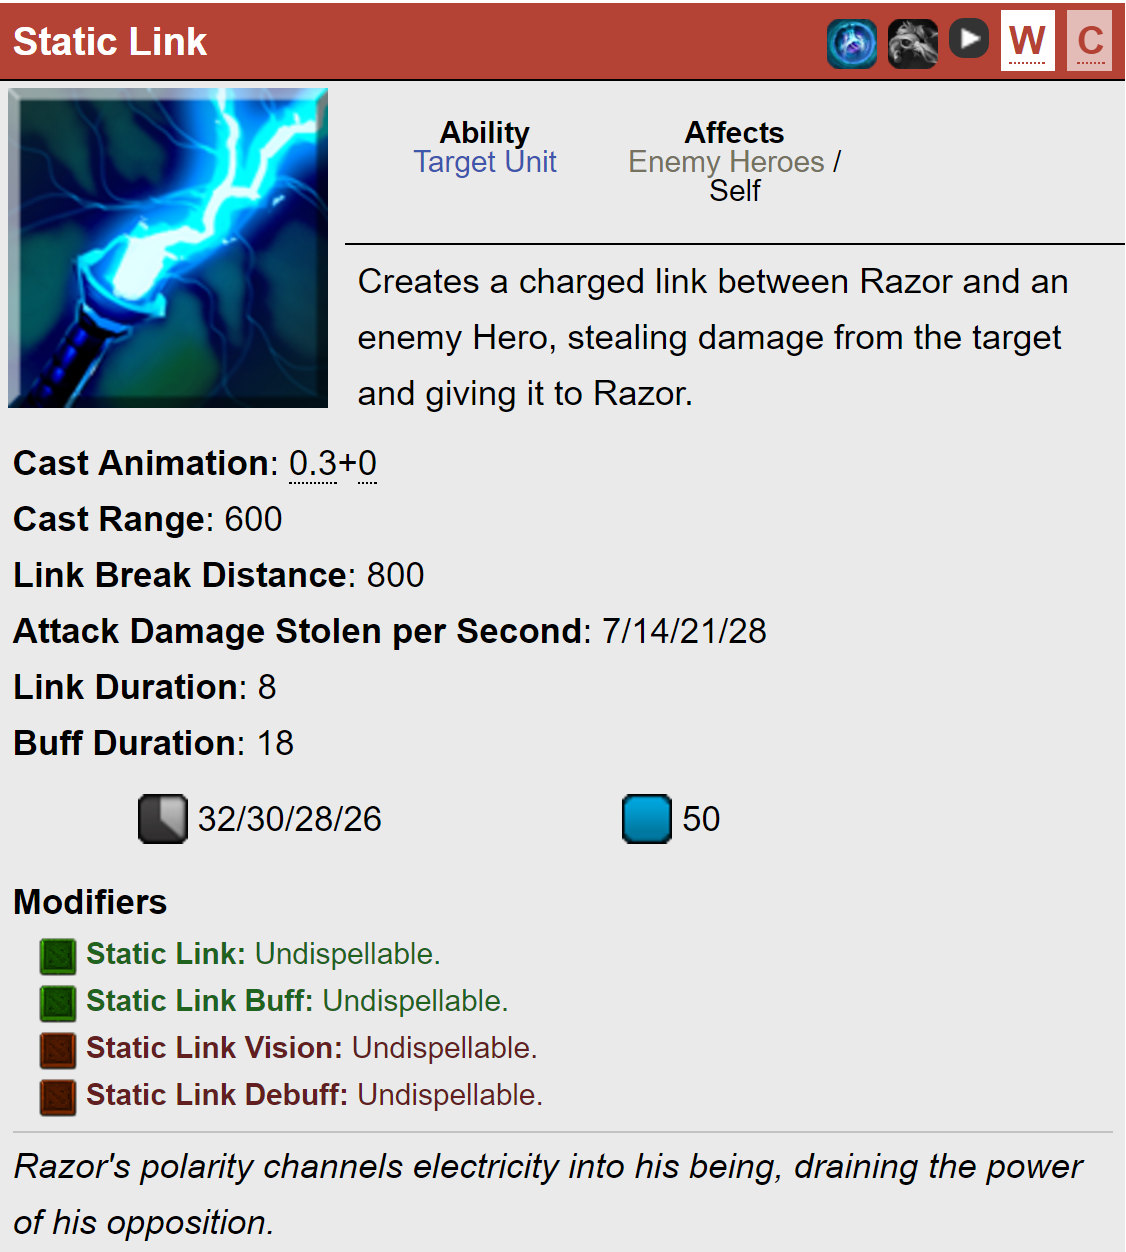 Static Link
W C
Ability Affects
Target Unit Enemy Heroes /
Self
Creates a charged link between Razor and an
enemy Hero, stealing damage from the target
and giving it to Razor.
Cast Animation: 0.3+0
Cast Range: 600
Link Break Distance: 800
Attack Damage Stolen per Second: 7/14/21/28
Link Duration: 8
Buff Duration: 18
32/30/28/26 50
Modifiers
Static Link: Undispellable.
Static Link Buff: Undispellable.
Static Link Vision: Undispellable.
Static Link Debuff: Undispellable.
Razor's polarity channels electricity into his being, draining the power
of his opposition.